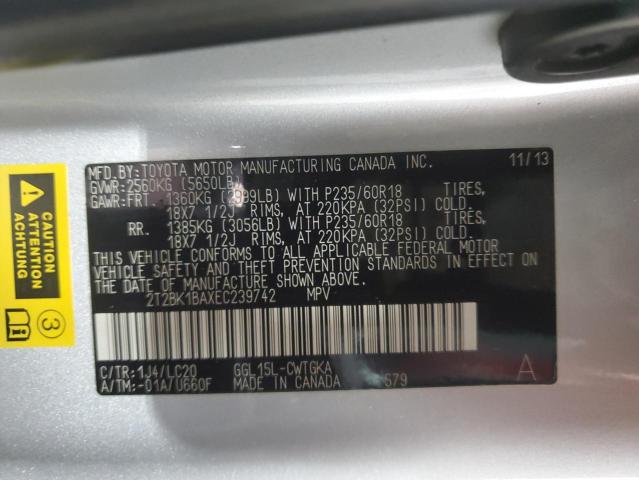 MFD.BY:TOYOTA MOTOR MANUFACTURING CANADA INC. 11/13
GVWR:2560KG (5650LB)
GAWR:FRT 1360KG (2999LB) WITH P235/60R18 TIRES,
18X7 1/2J RIMS, AT 220KPA (32PSI) COLD.
RR. 1385KG (3056LB) WITH P235/60R18 TIRES,
18X7 1/2J RIMS, AT 220KPA (32PSI) COLD.
THIS VEHICLE CONFORMS TO ALL APPLICABLE FEDERAL MOTOR
VEHICLE SAFETY AND THEFT PREVENTION STANDARDS IN EFFECT ON
THE DATE OF MANUFACTURE SHOWN ABOVE.
2T2BK1BAXEC239742 MPV
C/TR:1J4/LC20 GGL15L-CWTGKA
A/TM:-01A/U660F MADE IN CANADA 579 A
CAUTION
ATTENTION
ACHTUNG
3